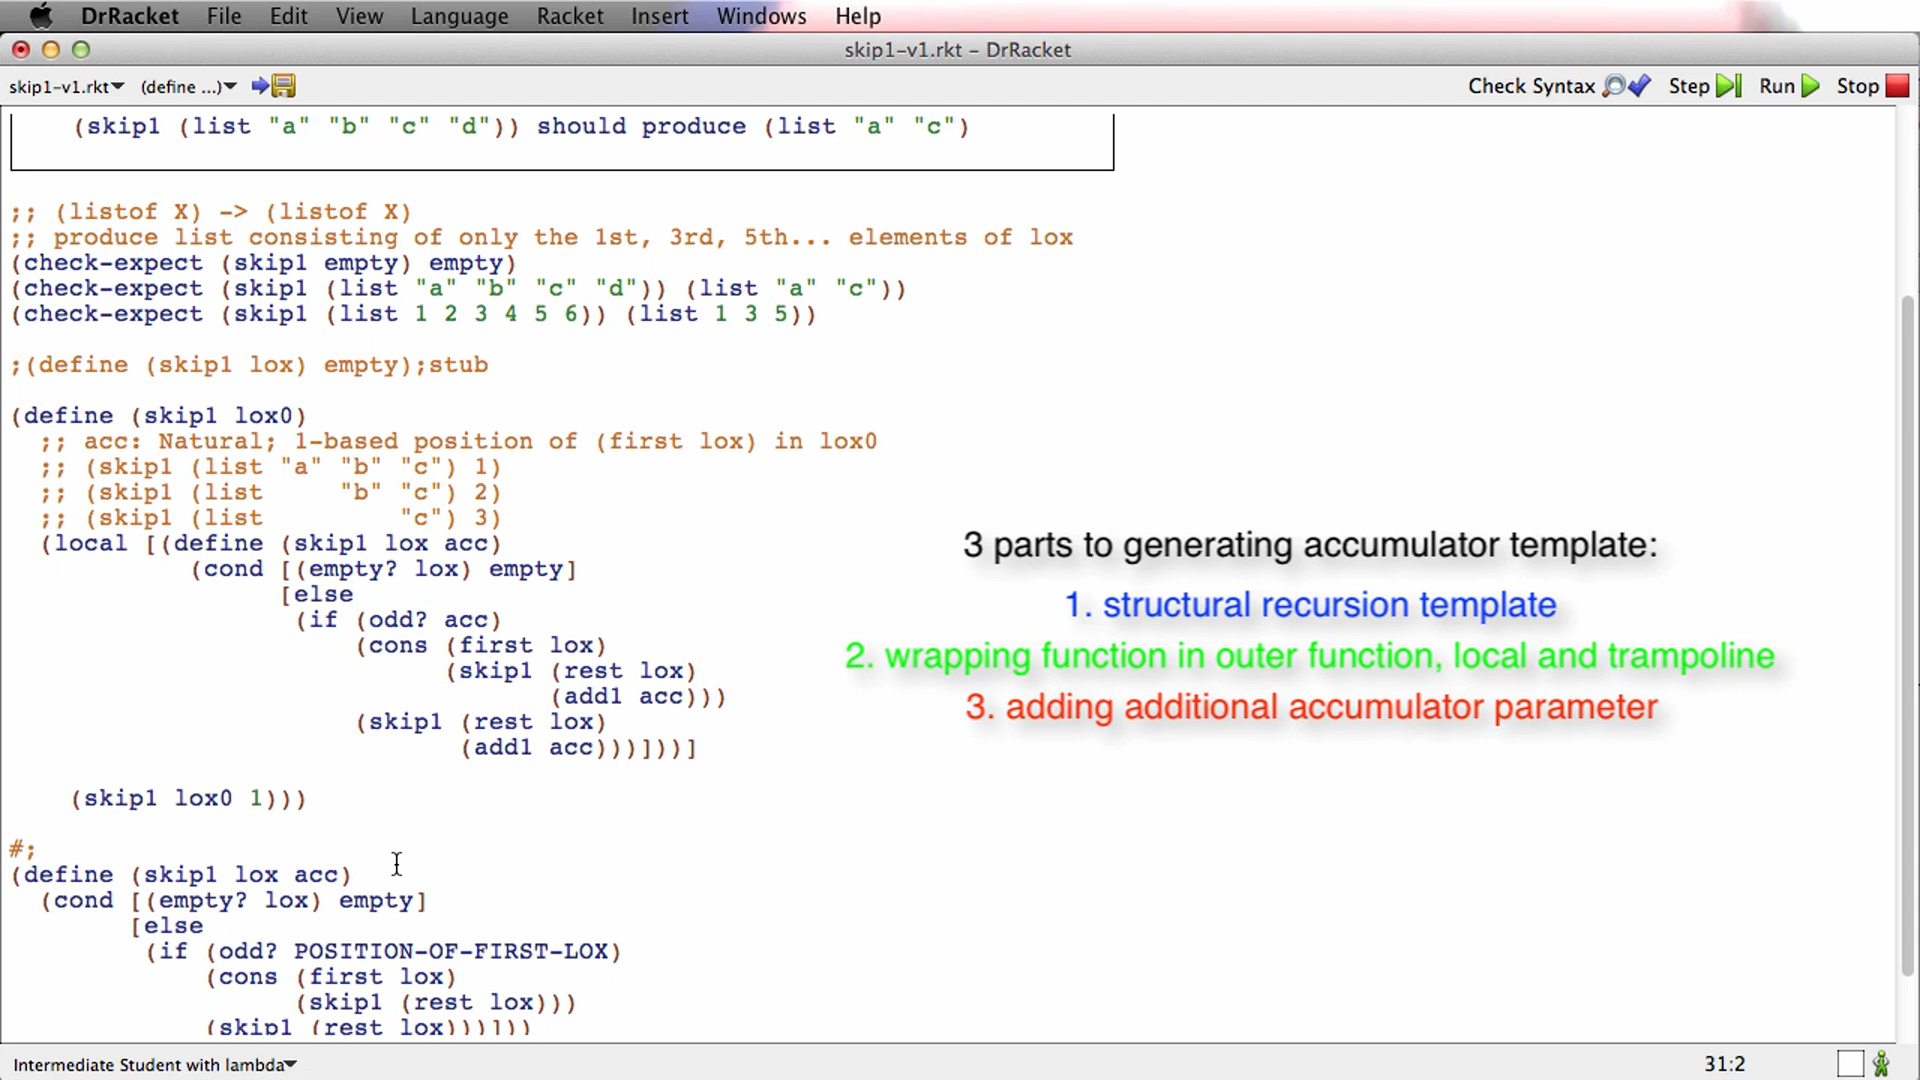 DrRacket File Edit View Language Racket Insert Windows Help
skip1-v1.rkt - DrRacket
skip1-v1.rkt (define ...) Check Syntax Step Run Stop
(skip1 (list "a" "b" "c" "d")) should produce (list "a" "c")
;; (listof X) -> (listof X)
;; produce list consisting of only the 1st, 3rd, 5th... elements of lox
(check-expect (skip1 empty) empty)
(check-expect (skip1 (list "a" "b" "c" "d")) (list "a" "c"))
(check-expect (skip1 (list 1 2 3 4 5 6)) (list 1 3 5))
;(define (skip1 lox) empty);stub
(define (skip1 lox0)
;; acc: Natural; 1-based position of (first lox) in lox0
;; (skip1 (list "a" "b" "c") 1)
;; (skip1 (list "b" "c") 2)
;; (skip1 (list "c") 3)
(local [(define (skip1 lox acc)
(cond [(empty? lox) empty]
[else
(if (odd? acc)
(cons (first lox)
(skip1 (rest lox)
(add1 acc)))
(skip1 (rest lox)
(add1 acc)))]))]
(skip1 lox0 1)))
#;
(define (skip1 lox acc)
(cond [(empty? lox) empty]
[else
(if (odd? POSITION-OF-FIRST-LOX)
(cons (first lox)
(skip1 (rest lox)))
(skip1 (rest lox)))]))
3 parts to generating accumulator template:
1. structural recursion template
2. wrapping function in outer function, local and trampoline
3. adding additional accumulator parameter
Intermediate Student with lambda 31:2